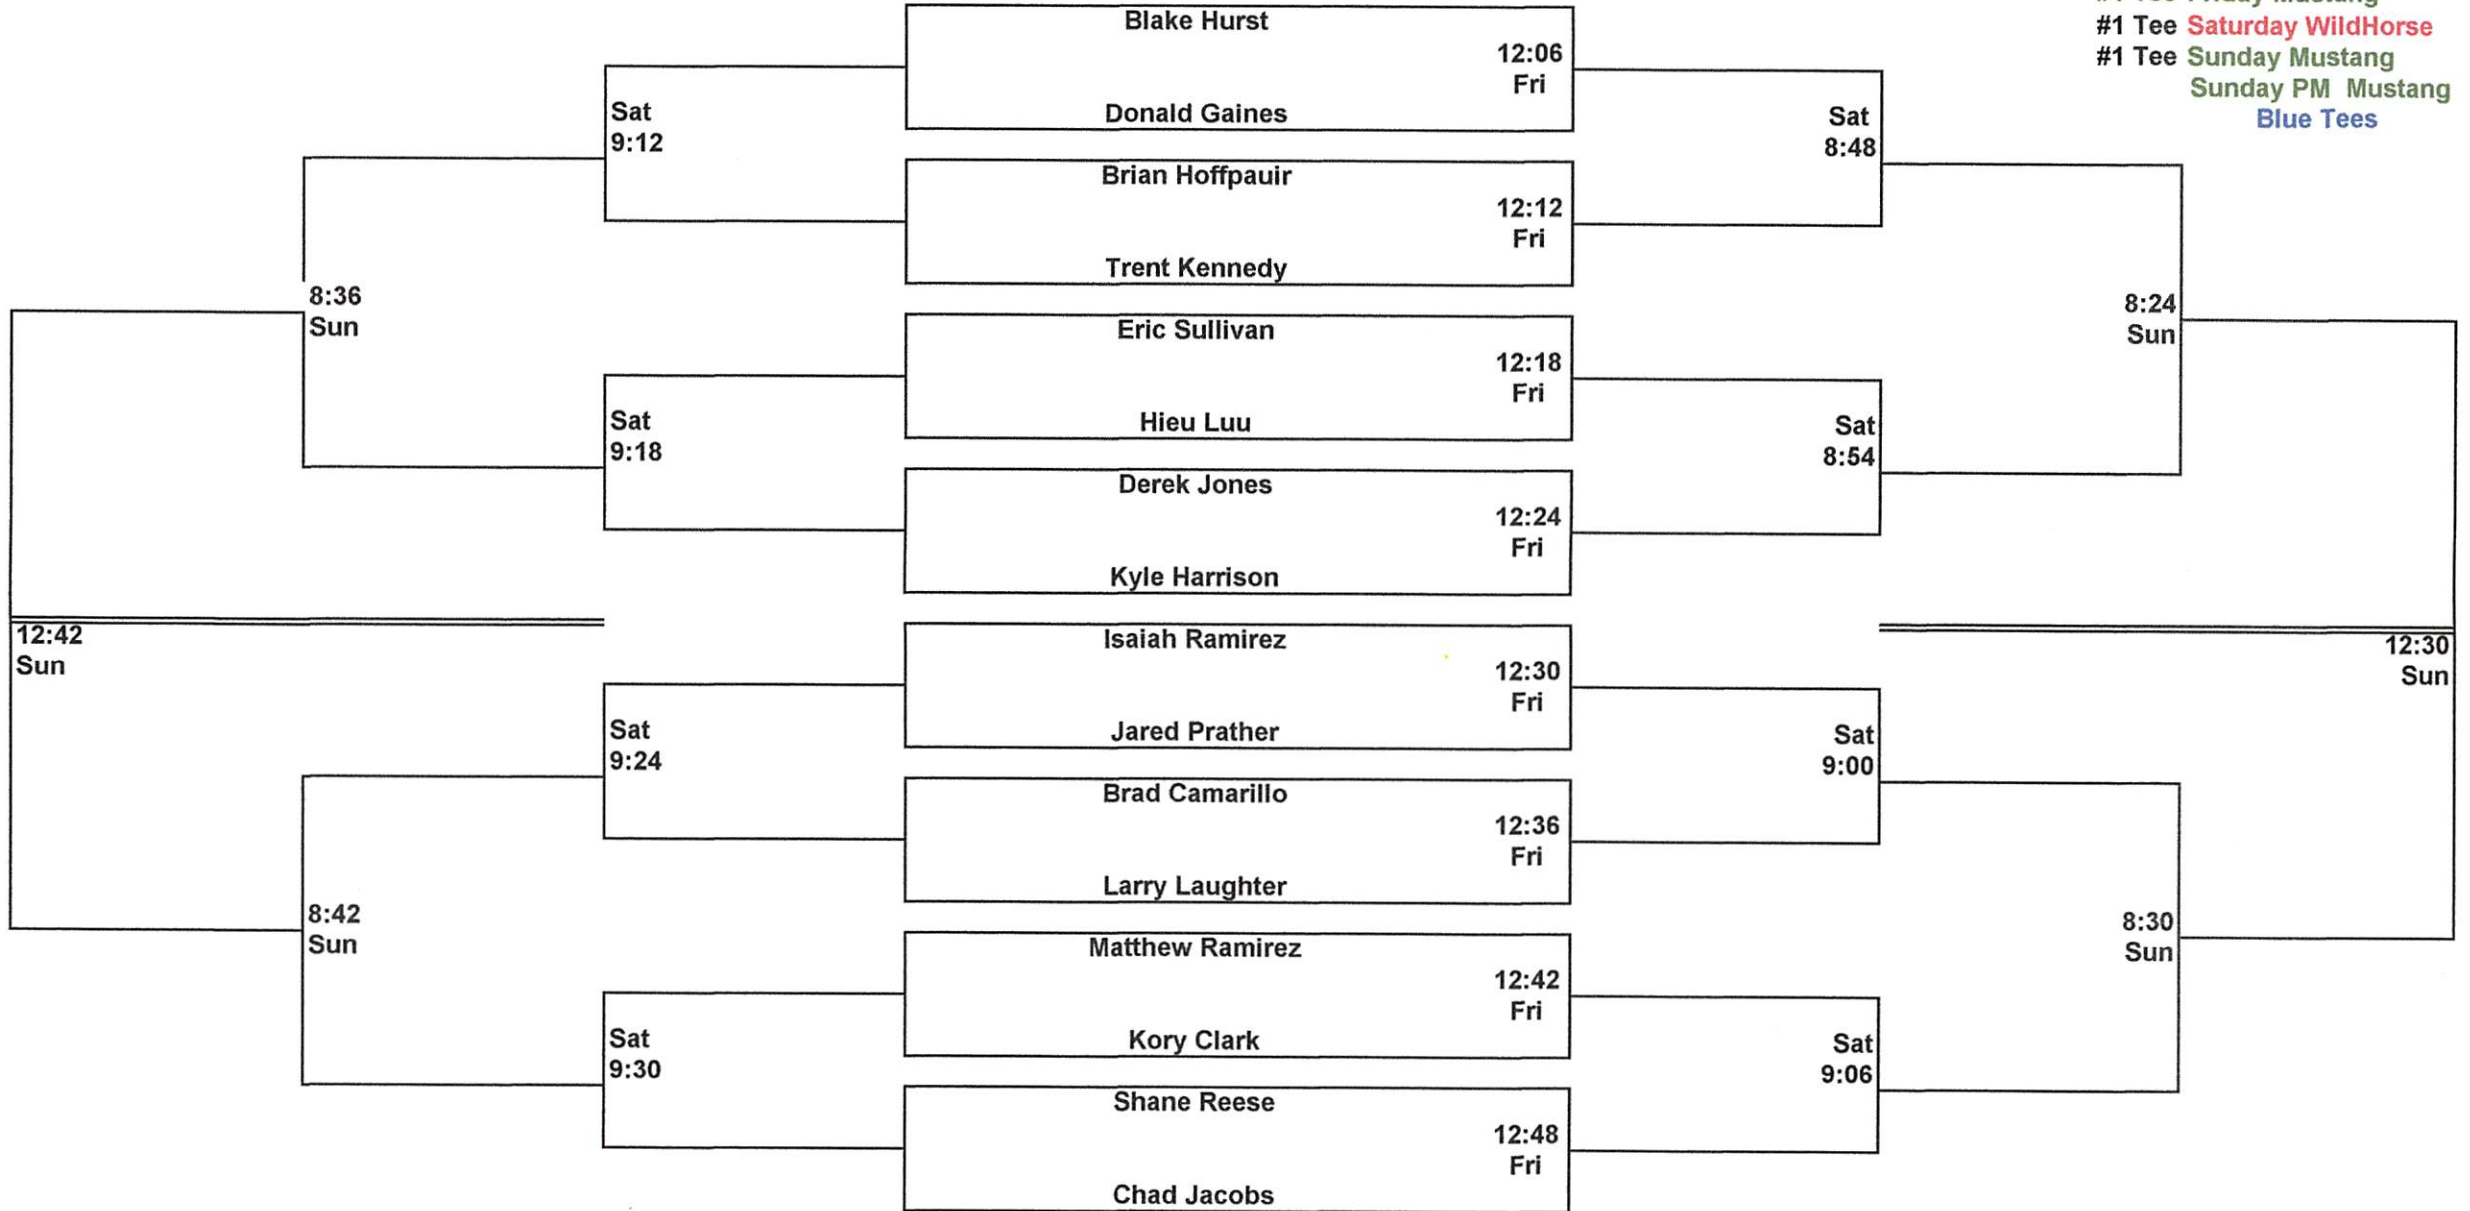 #1 Tee Friday Mustang
#1 Tee Saturday WildHorse
#1 Tee Sunday Mustang
Sunday PM Mustang
Blue Tees
Blake Hurst
12:06
Fri
Donald Gaines
Sat
9:12
Sat
8:48
Brian Hoffpauir
12:12
Fri
Trent Kennedy
8:36
Sun
8:24
Sun
Eric Sullivan
12:18
Fri
Hieu Luu
Sat
9:18
Sat
8:54
Derek Jones
12:24
Fri
Kyle Harrison
12:42
Sun
12:30
Sun
Isaiah Ramirez
12:30
Fri
Jared Prather
Sat
9:24
Sat
9:00
Brad Camarillo
12:36
Fri
Larry Laughter
8:42
Sun
8:30
Sun
Matthew Ramirez
12:42
Fri
Kory Clark
Sat
9:30
Sat
9:06
Shane Reese
12:48
Fri
Chad Jacobs